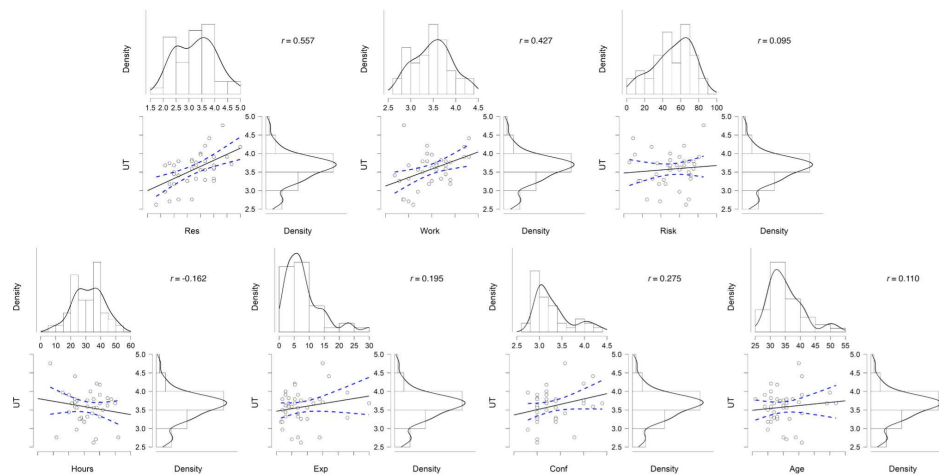 Density
r = 0.557
1.5 2.0 2.5 3.0 3.5 4.0 4.5 5.0
UT
5.0
4.5
4.0
3.5
3.0
2.5
Res
Density
Density
r = 0.427
2.5 3.0 3.5 4.0 4.5
UT
5.0
4.5
4.0
3.5
3.0
2.5
Work
Density
Density
r = 0.095
0 20 40 60 80 100
UT
5.0
4.5
4.0
3.5
3.0
2.5
Risk
Density
Density
r = -0.162
0 10 20 30 40 50 60
UT
5.0
4.5
4.0
3.5
3.0
2.5
Hours
Density
Density
r = 0.195
0 5 10 15 20 25 30
UT
5.0
4.5
4.0
3.5
3.0
2.5
Exp
Density
Density
r = 0.275
2.5 3.0 3.5 4.0 4.5
UT
5.0
4.5
4.0
3.5
3.0
2.5
Conf
Density
Density
r = 0.110
25 30 35 40 45 50 55
UT
5.0
4.5
4.0
3.5
3.0
2.5
Age
Density